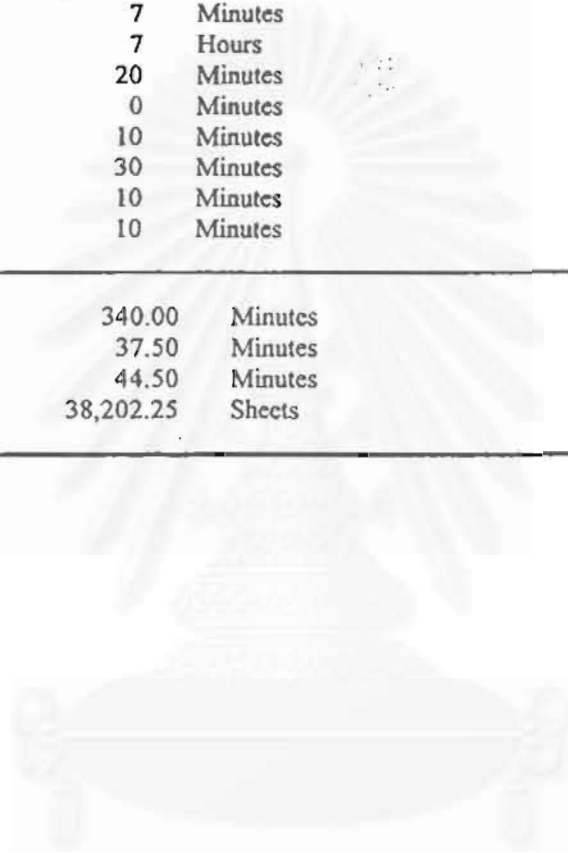 7 Minutes
7 Hours
20 Minutes
0 Minutes
10 Minutes
30 Minutes
10 Minutes
10 Minutes
340.00 Minutes
37.50 Minutes
44.50 Minutes
38,202.25 Sheets